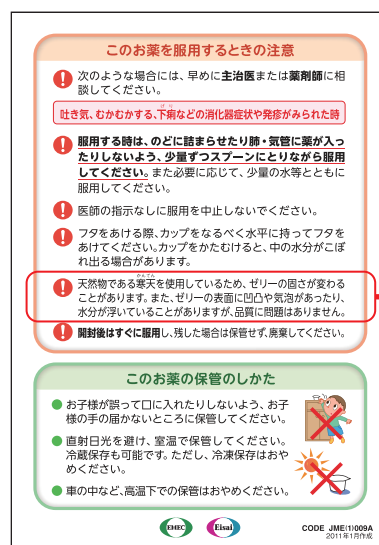 このお薬を服用するときの注意
次のような場合には、早めに主治医または薬剤師に相
談してください。
吐き気、むかむかする、下痢などの消化器症状や発疹がみられた時
服用する時は、のどに詰まらせたり肺・気管に薬が入っ
たりしないよう、少量ずつスプーンにとりながら服用
してください。また必要に応じて、少量の水等とともに
服用してください。
医師の指示なしに服用を中止しないでください。
フタをあける際、カップをなるべく水平に持ってフタを
あけてください。カップをかたむけると、中の水分がこぼ
れ出る場合があります。
天然物である寒天を使用しているため、ゼリーの固さが変わる
ことがあります。また、ゼリーの表面に凹凸や気泡があったり、
水分が浮いていることがありますが、品質に問題はありません。
開封後はすぐに服用し、残した場合は保管せず、廃棄してください。
このお薬の保管のしかた
お子様が誤って口に入れたりしないよう、お子
様の手の届かないところに保管してください。
直射日光を避け、室温で保管してください。
冷蔵保存も可能です。ただし、冷凍保存はおや
めください。
車の中など、高温下での保管はおやめください。
EMEC Eisai
CODE JME(1)009A
2011年1月作成